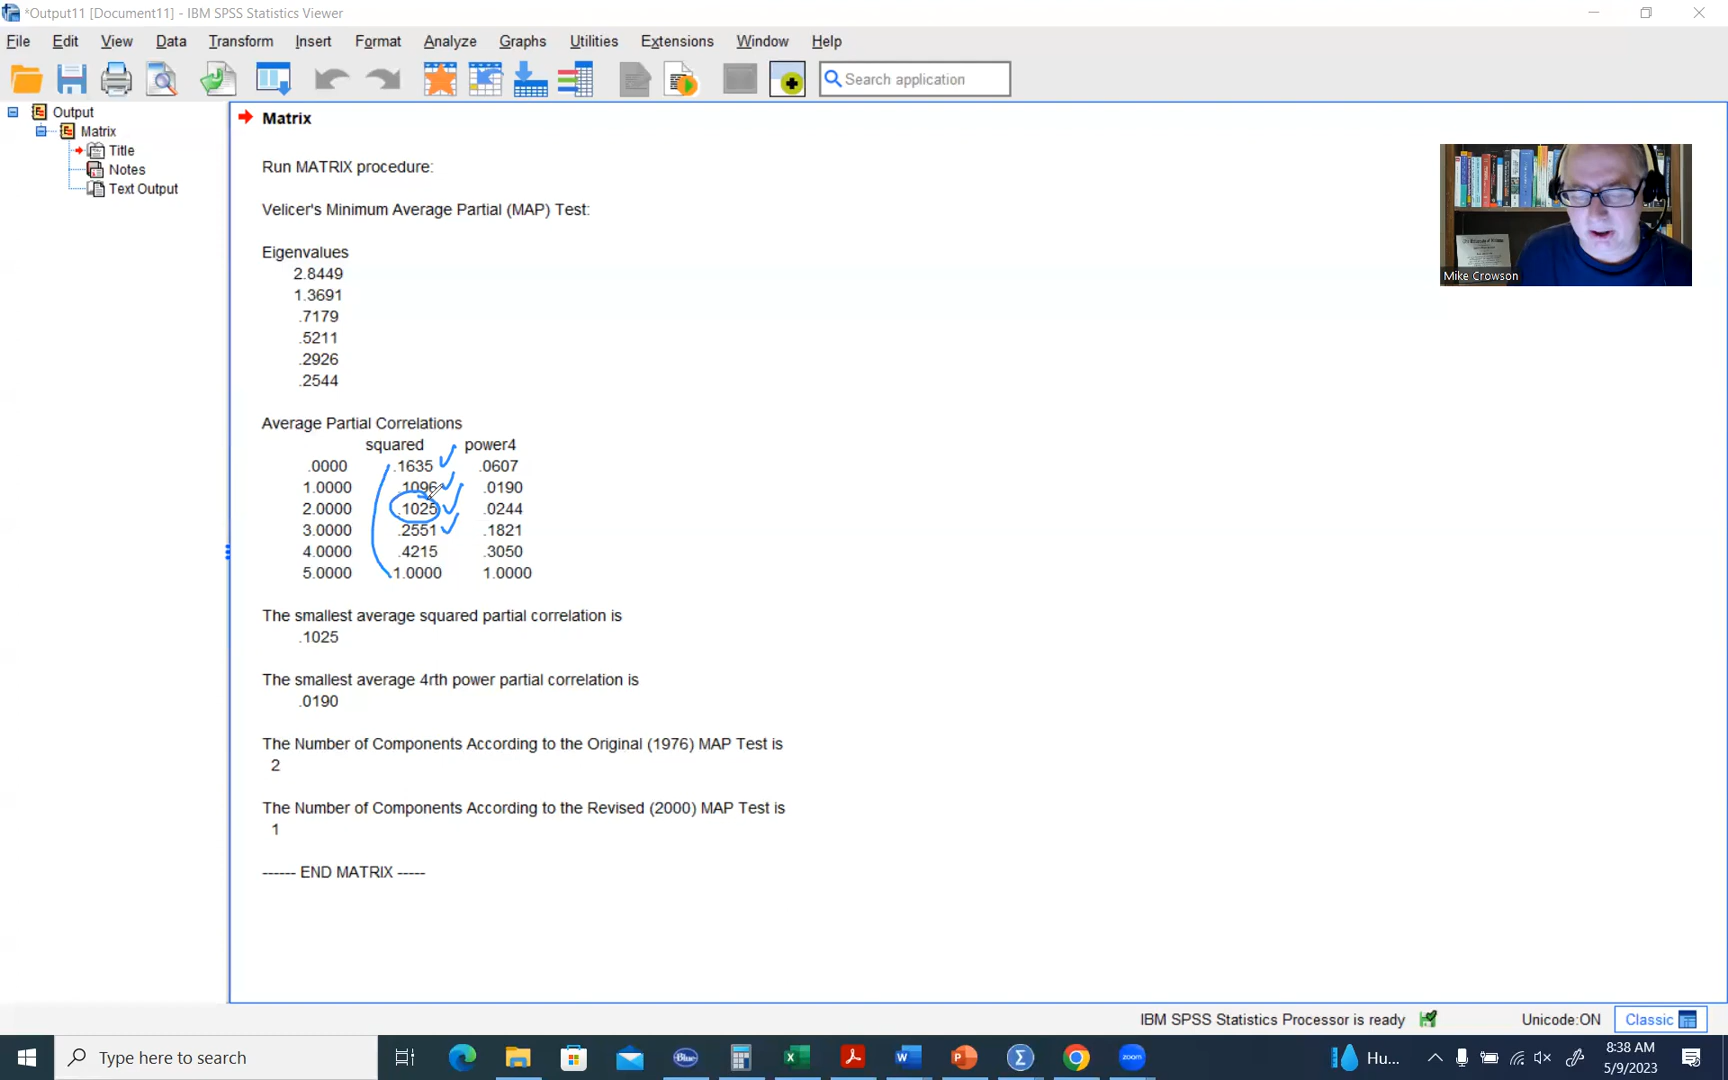 *Output11 [Document11] - IBM SPSS Statistics Viewer
File Edit View Data Transform Insert Format Analyze Graphs Utilities Extensions Window Help
Search application
Output
Matrix
Title
Notes
Text Output
Matrix
Run MATRIX procedure:
Velicer's Minimum Average Partial (MAP) Test:
Eigenvalues
2.8449
1.3691
.7179
.5211
.2926
.2544
Average Partial Correlations
squared power4
.0000 .1635 .0607
1.0000 .1096 .0190
2.0000 .1025 .0244
3.0000 .2551 .1821
4.0000 .4215 .3050
5.0000 1.0000 1.0000
The smallest average squared partial correlation is
.1025
The smallest average 4rth power partial correlation is
.0190
The Number of Components According to the Original (1976) MAP Test is
2
The Number of Components According to the Revised (2000) MAP Test is
1
------ END MATRIX -----
Mike Crowson
IBM SPSS Statistics Processor is ready Unicode:ON Classic
Type here to search
Blue
Hu...
zoom
8:38 AM
5/9/2023